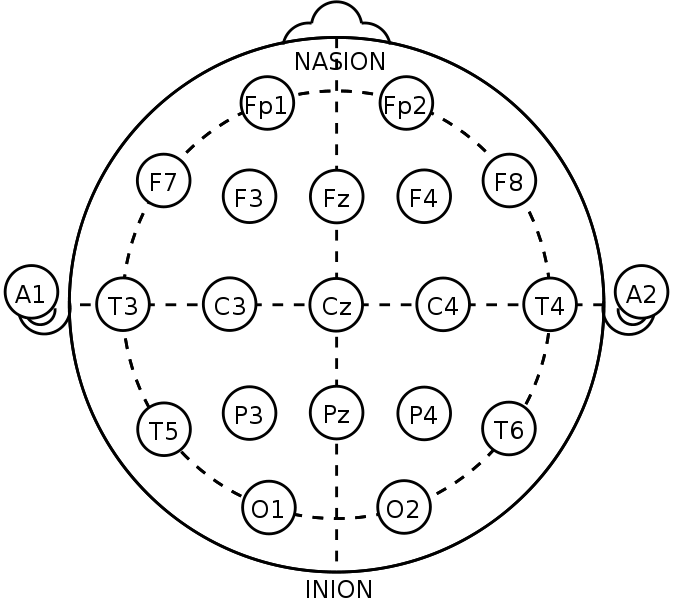 NASION
Fp1 Fp2
F7 F3 Fz F4 F8
A1 T3 C3 Cz C4 T4 A2
T5 P3 Pz P4 T6
O1 O2
INION